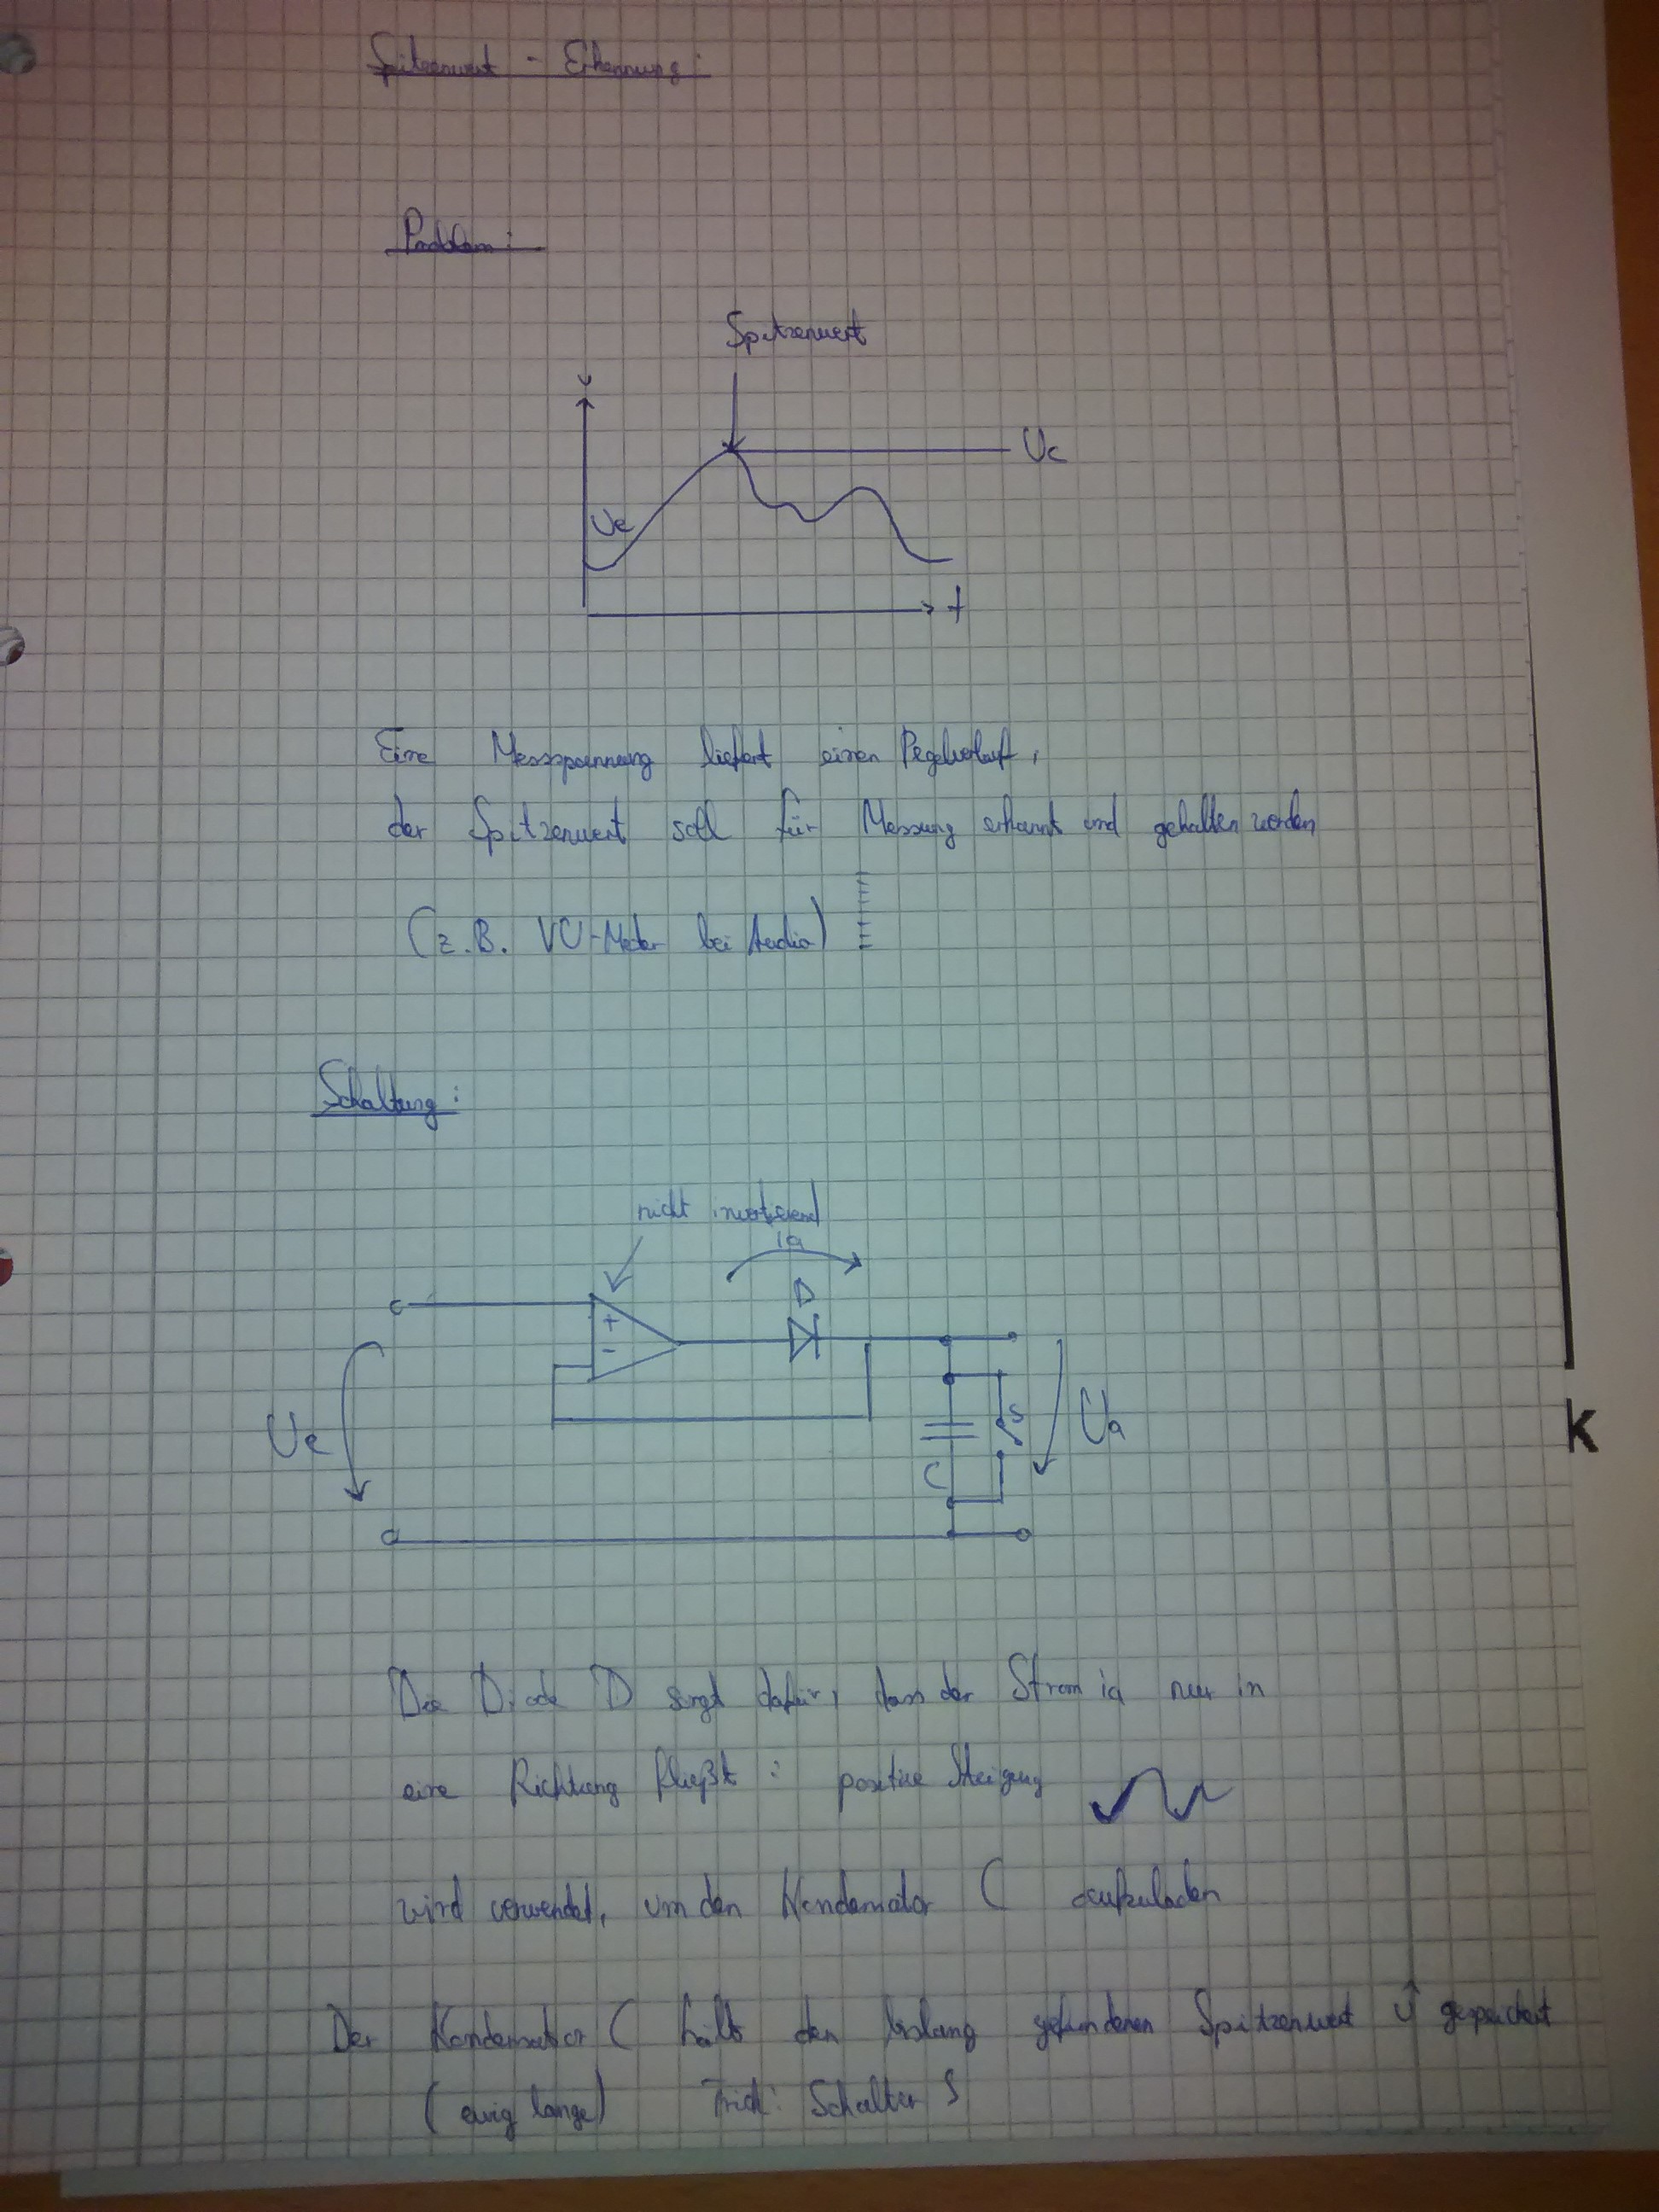 Spitzenwert - Erkennung:
Problem:
Spitzenwert
U
Uc
Ue
t
Eine Messspannung liefert einen Pegelverlauf,
der Spitzenwert soll für Messung erkannt und gehalten werden
(z.B. VU-Meter bei Audio)
Schaltung:
nicht invertierend
ia
D
+
-
Ue
S
Ua
C
k
Die Diode D sorgt dafür, dass der Strom ia nur in
eine Richtung fließt: positive Steigung
wird verwendet, um den Kondensator C aufzuladen
Der Kondensator C hält den bislang gefundenen Spitzenwert Û gespeichert
(ewig lange) Trick: Schalter S